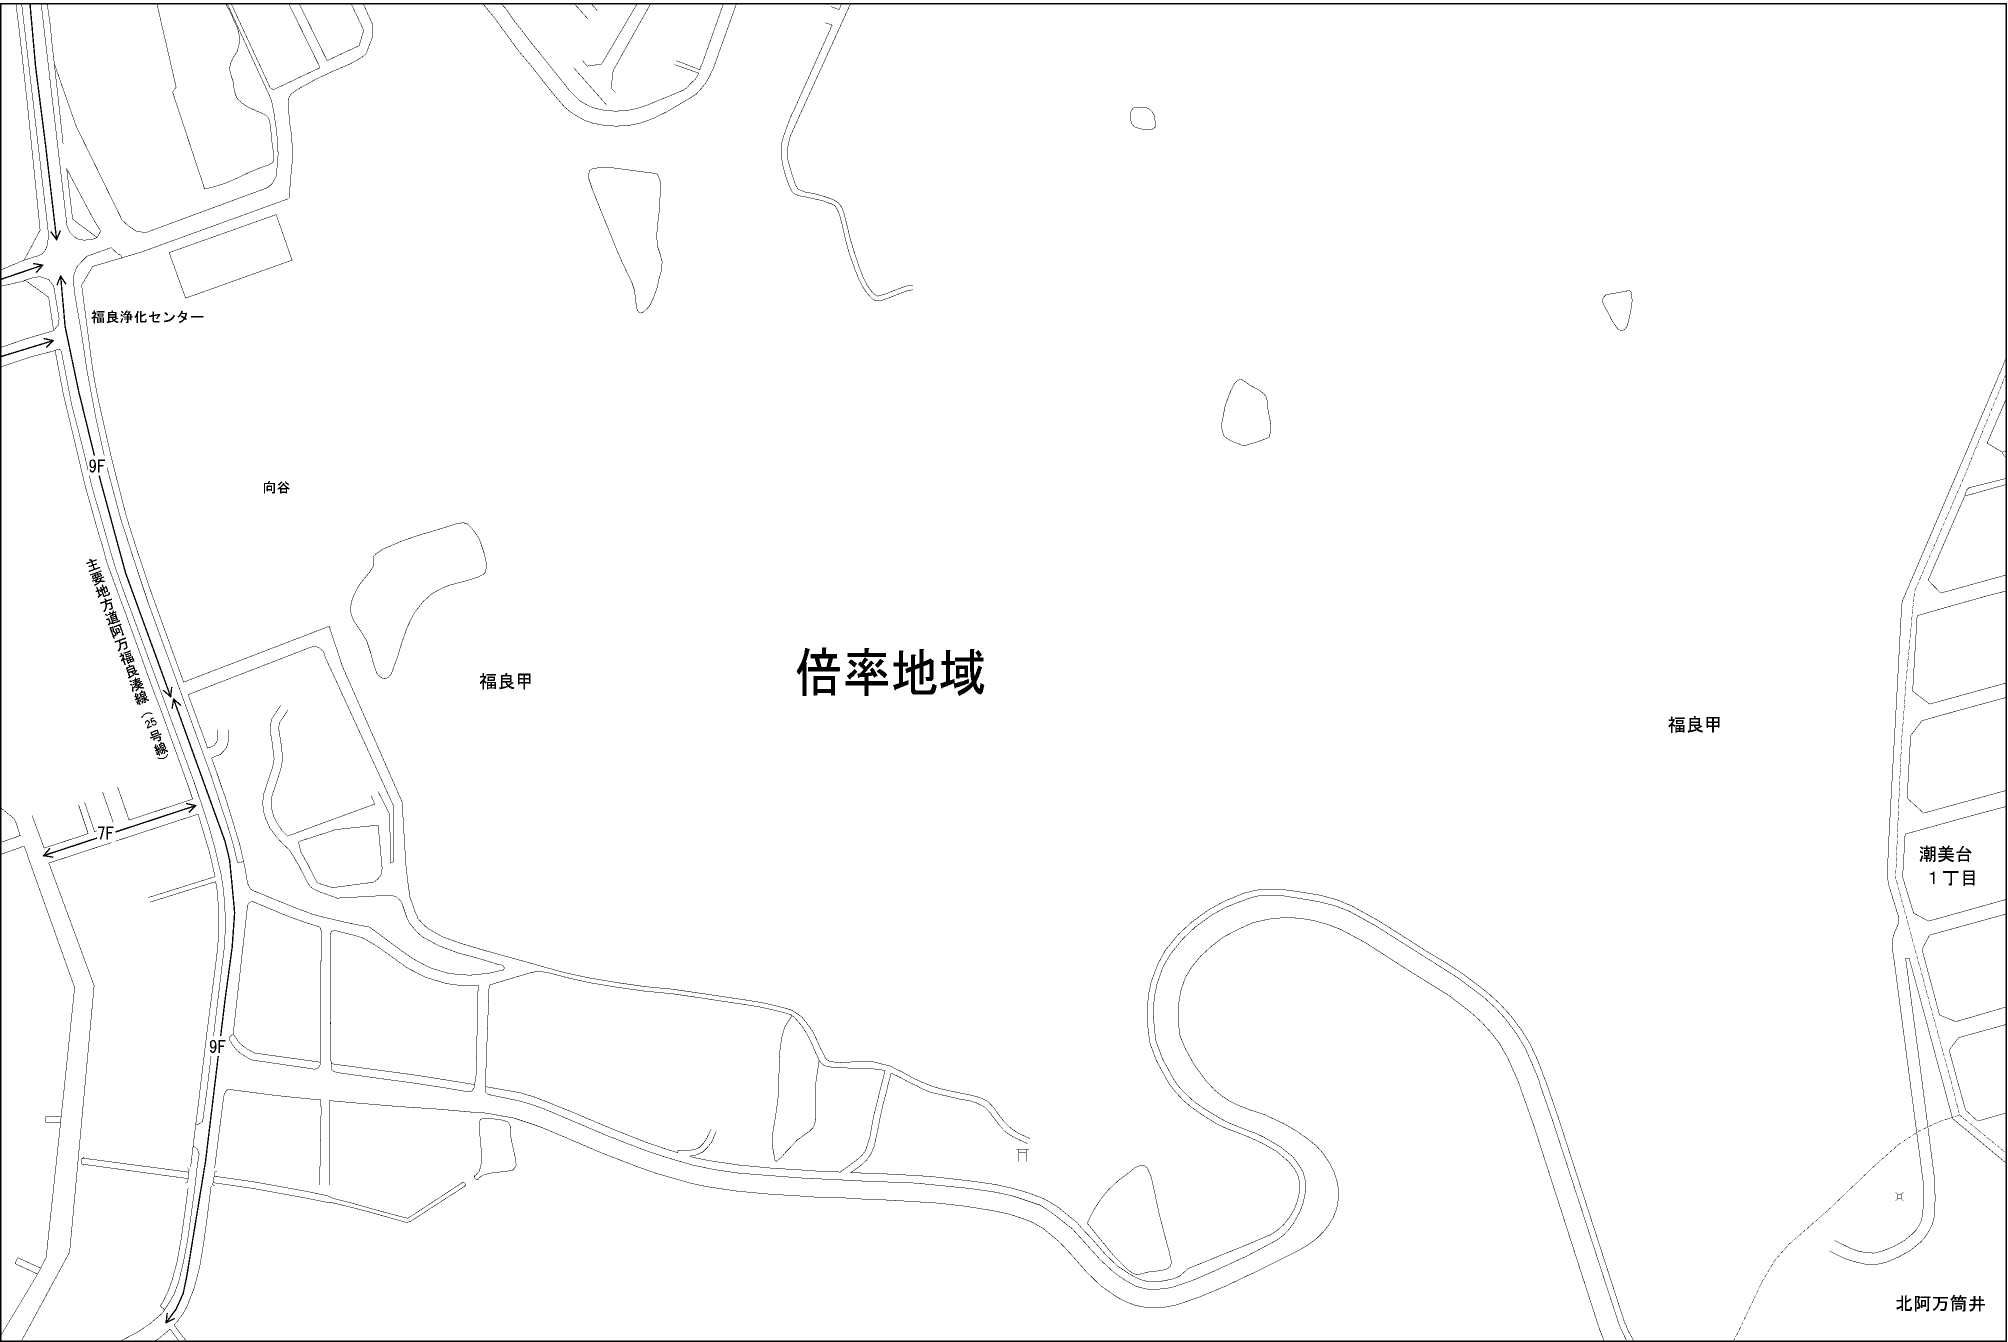 福良浄化センター
9F
向谷
主要地方道阿万福良湊線（25号線）
倍率地域
福良甲
福良甲
7F
潮美台
１丁目
9F
北阿万筒井